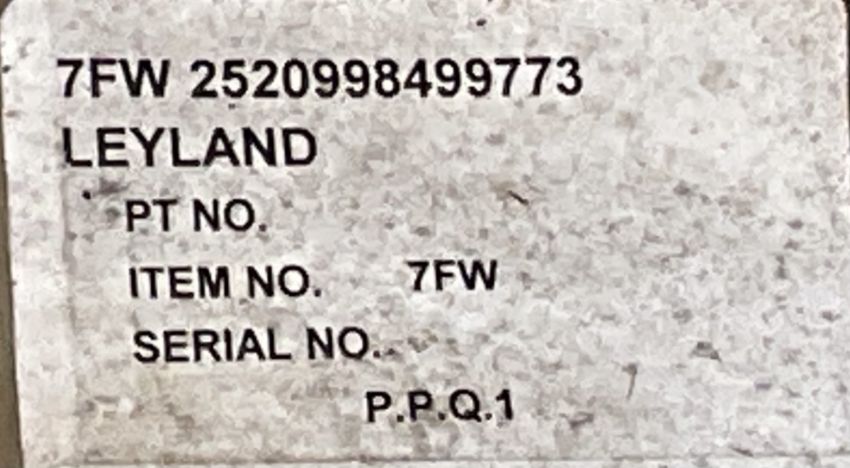 7FW 2520998499773
LEYLAND
PT NO.
ITEM NO. 7FW
SERIAL NO.
P.P.Q.1